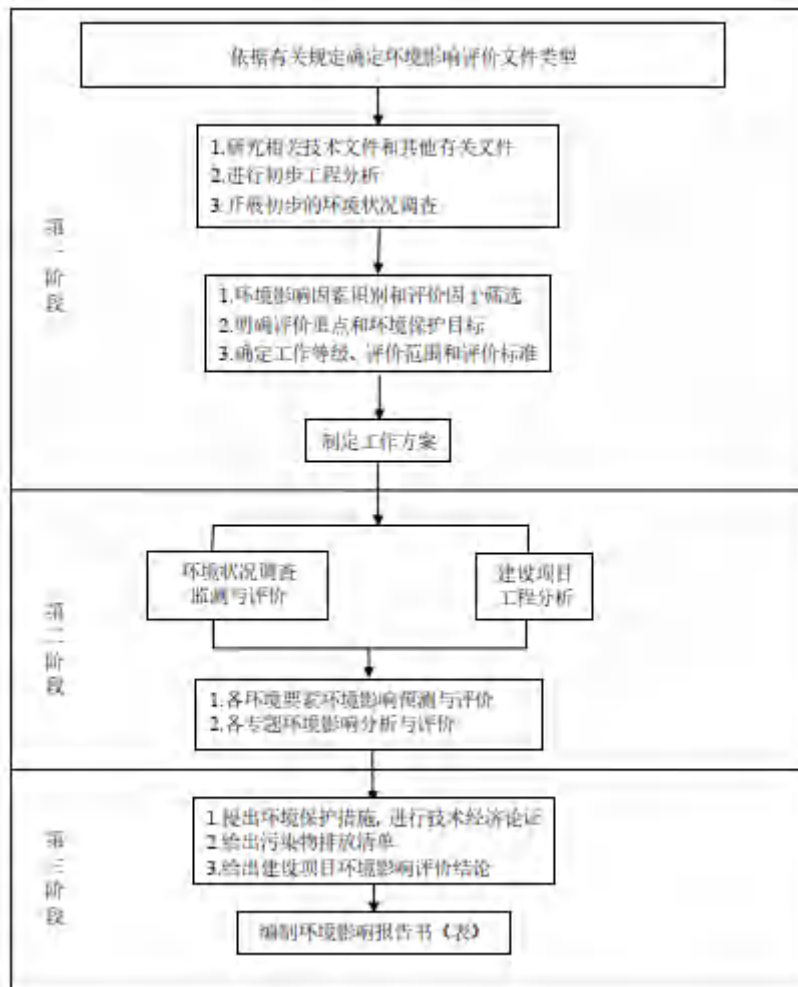 依据有关规定确定环境影响评价文件类型
1.研究相关技术文件和其他有关文件
2.进行初步工程分析
3.开展初步的环境状况调查
第一阶段
1.环境影响因素识别和评价因子筛选
2.明确评价重点和环境保护目标
3.确定工作等级、评价范围和评价标准
制定工作方案
环境状况调查
监测与评价
建设项目
工程分析
第二阶段
1.各环境要素环境影响预测与评价
2.各专题环境影响分析与评价
1.提出环境保护措施, 进行技术经济论证
2.给出污染物排放清单
3.给出建设项目环境影响评价结论
第三阶段
编制环境影响报告书（表）